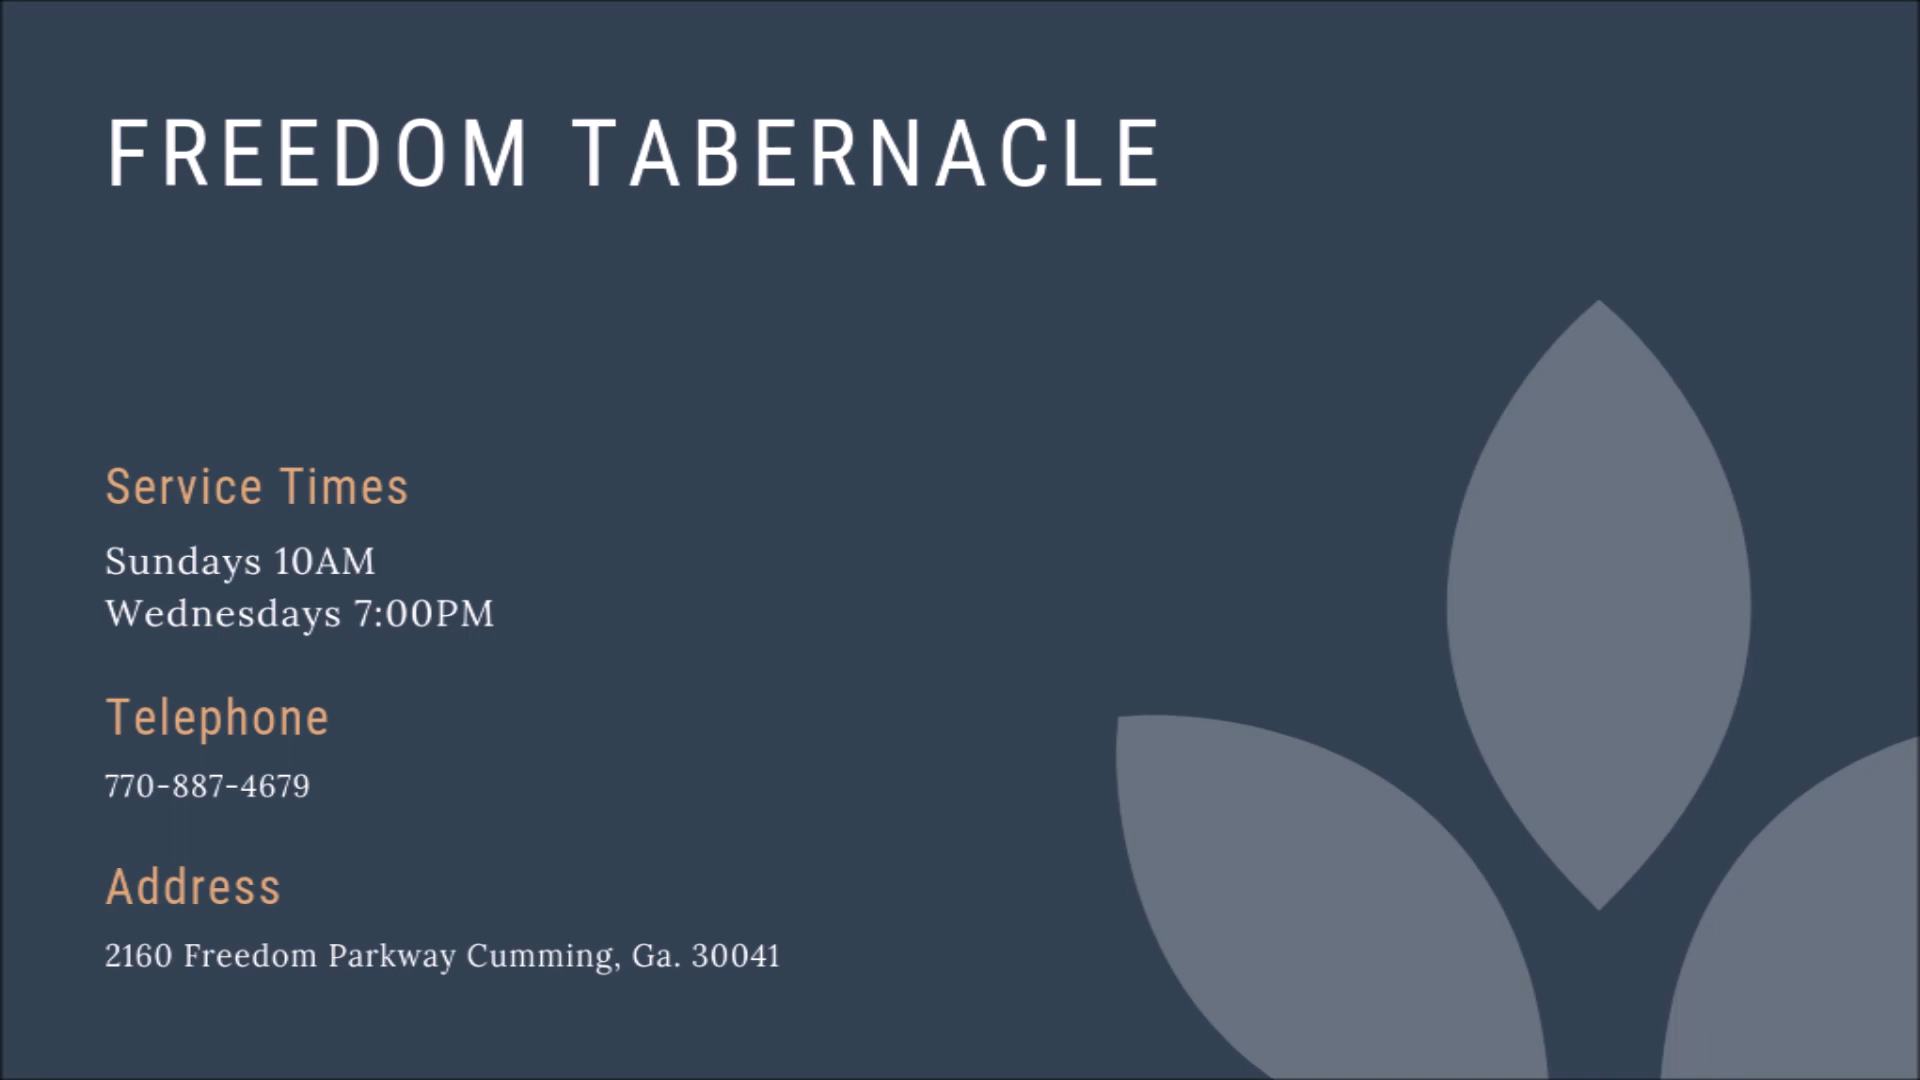 FREEDOM TABERNACLE
Service Times
Sundays 10AM
Wednesdays 7:00PM
Telephone
770-887-4679
Address
2160 Freedom Parkway Cumming, Ga. 30041